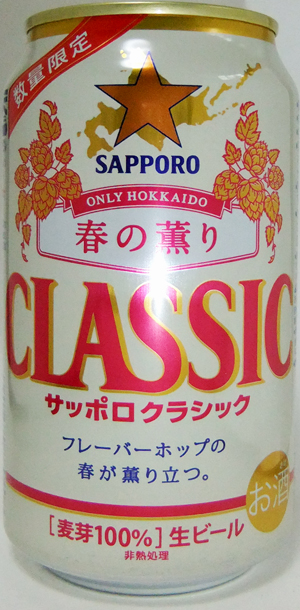 数量限定
SAPPORO
ONLY HOKKAIDO
春の薫り
CLASSIC
サッポロ クラシック
フレーバーホップの
春が薫り立つ。
お酒
[麦芽100%]生ビール
非熱処理